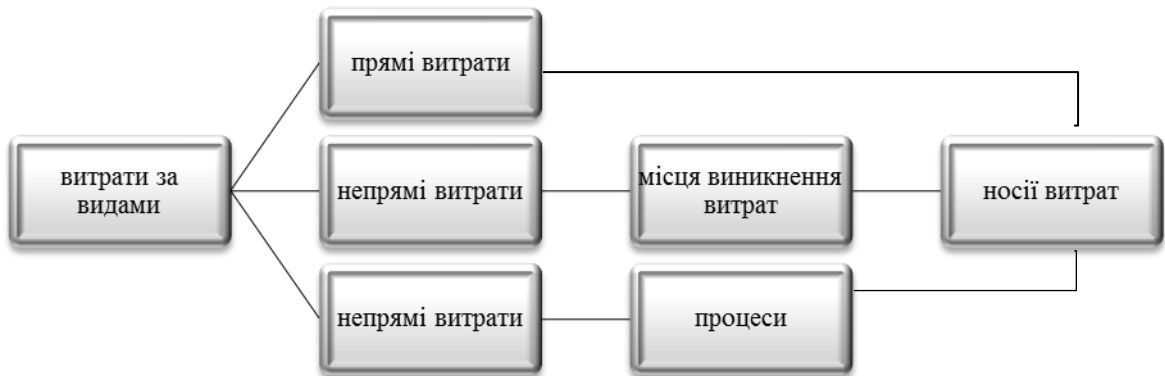 прямі витрати
витрати за
видами
непрямі витрати
місця виникнення
витрат
носії витрат
непрямі витрати
процеси